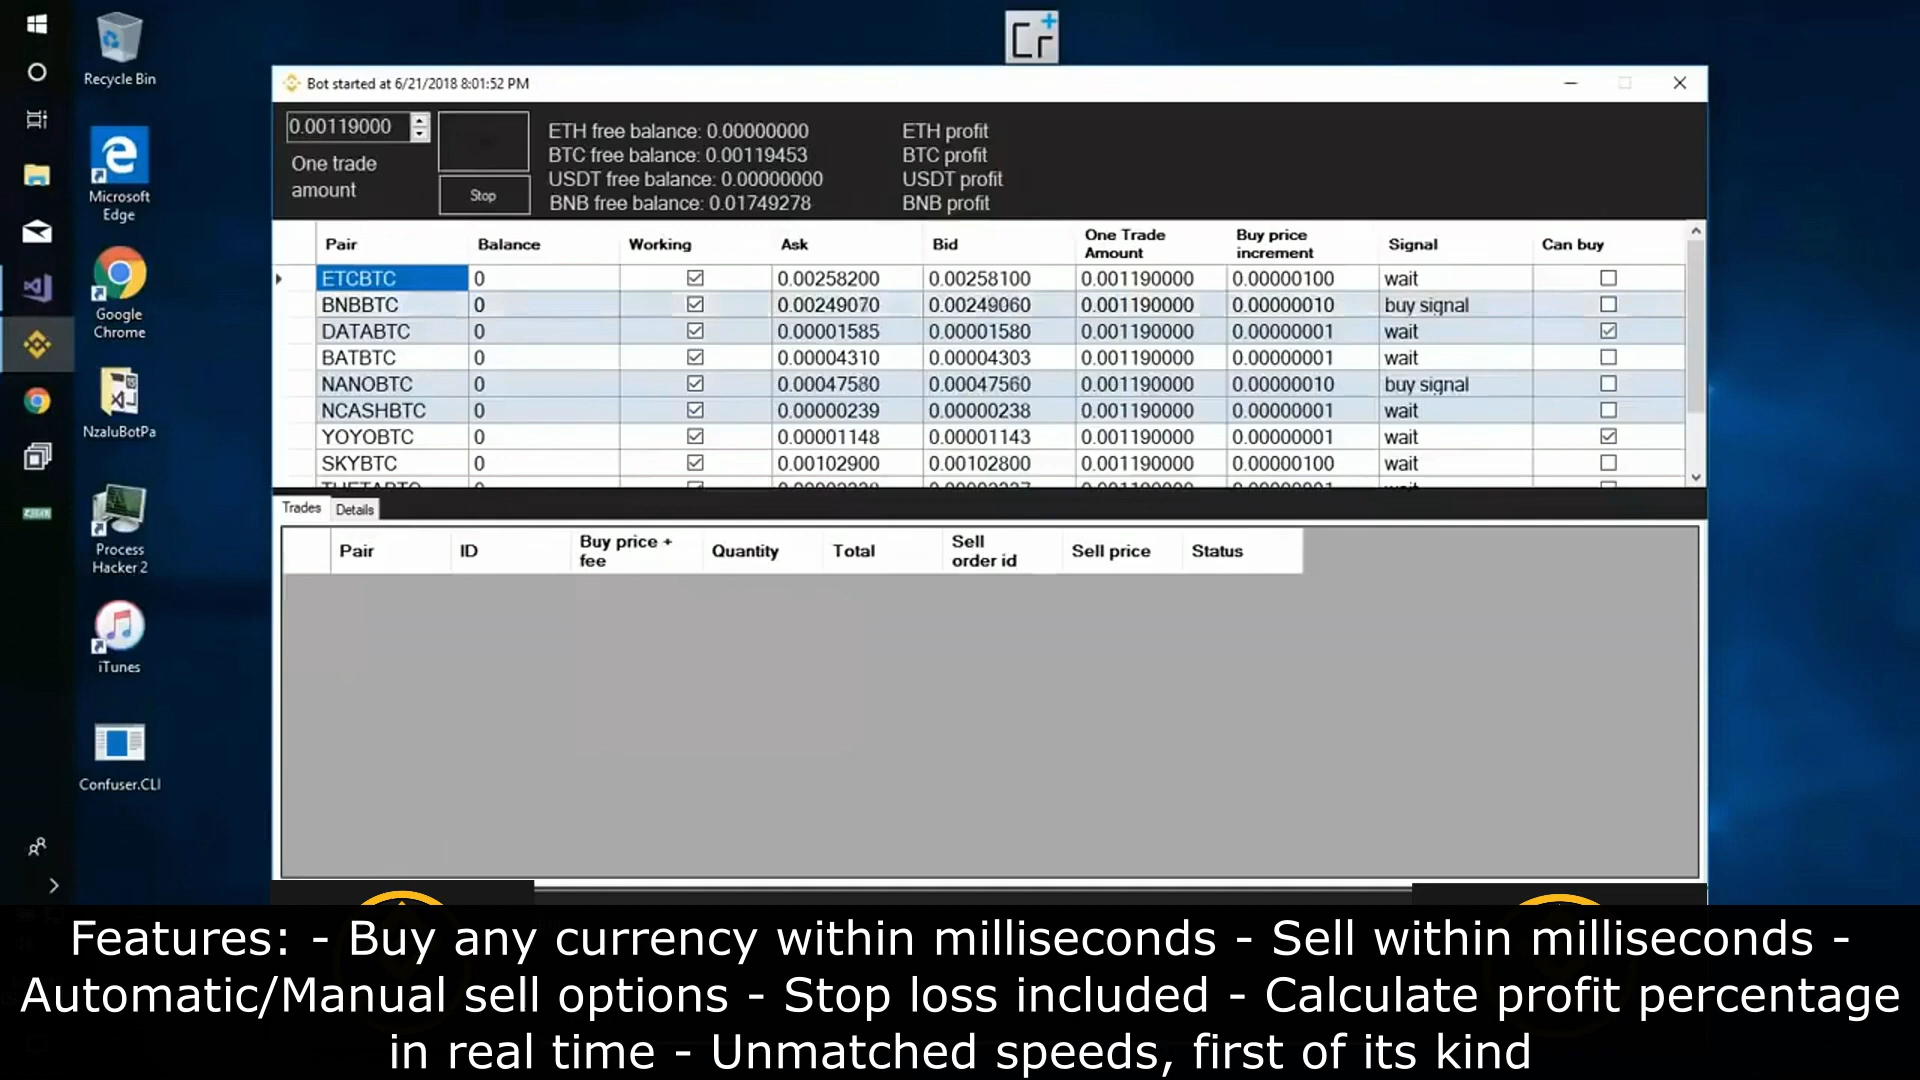 Recycle Bin
Microsoft
Edge
Google
Chrome
NzaluBotPa
Process
Hacker 2
iTunes
Confuser.CLI
Cr+
Bot started at 6/21/2018 8:01:52 PM
0.00119000
One trade
amount
Stop
ETH free balance: 0.00000000
BTC free balance: 0.00119453
USDT free balance: 0.00000000
BNB free balance: 0.01749278
ETH profit
BTC profit
USDT profit
BNB profit
Pair Balance Working Ask Bid One Trade Amount Buy price increment Signal Can buy
ETCBTC 0 0.00258200 0.00258100 0.001190000 0.00000100 wait
BNBBTC 0 0.00249070 0.00249060 0.001190000 0.00000010 buy signal
DATABTC 0 0.00001585 0.00001580 0.001190000 0.00000001 wait
BATBTC 0 0.00004310 0.00004303 0.001190000 0.00000001 wait
NANOBTC 0 0.00047580 0.00047560 0.001190000 0.00000010 buy signal
NCASHBTC 0 0.00000239 0.00000238 0.001190000 0.00000001 wait
YOYOBTC 0 0.00001148 0.00001143 0.001190000 0.00000001 wait
SKYBTC 0 0.00102900 0.00102800 0.001190000 0.00000100 wait
Trades Details
Pair ID Buy price + fee Quantity Total Sell order id Sell price Status
Features: - Buy any currency within milliseconds - Sell within milliseconds -
Automatic/Manual sell options - Stop loss included - Calculate profit percentage
in real time - Unmatched speeds, first of its kind